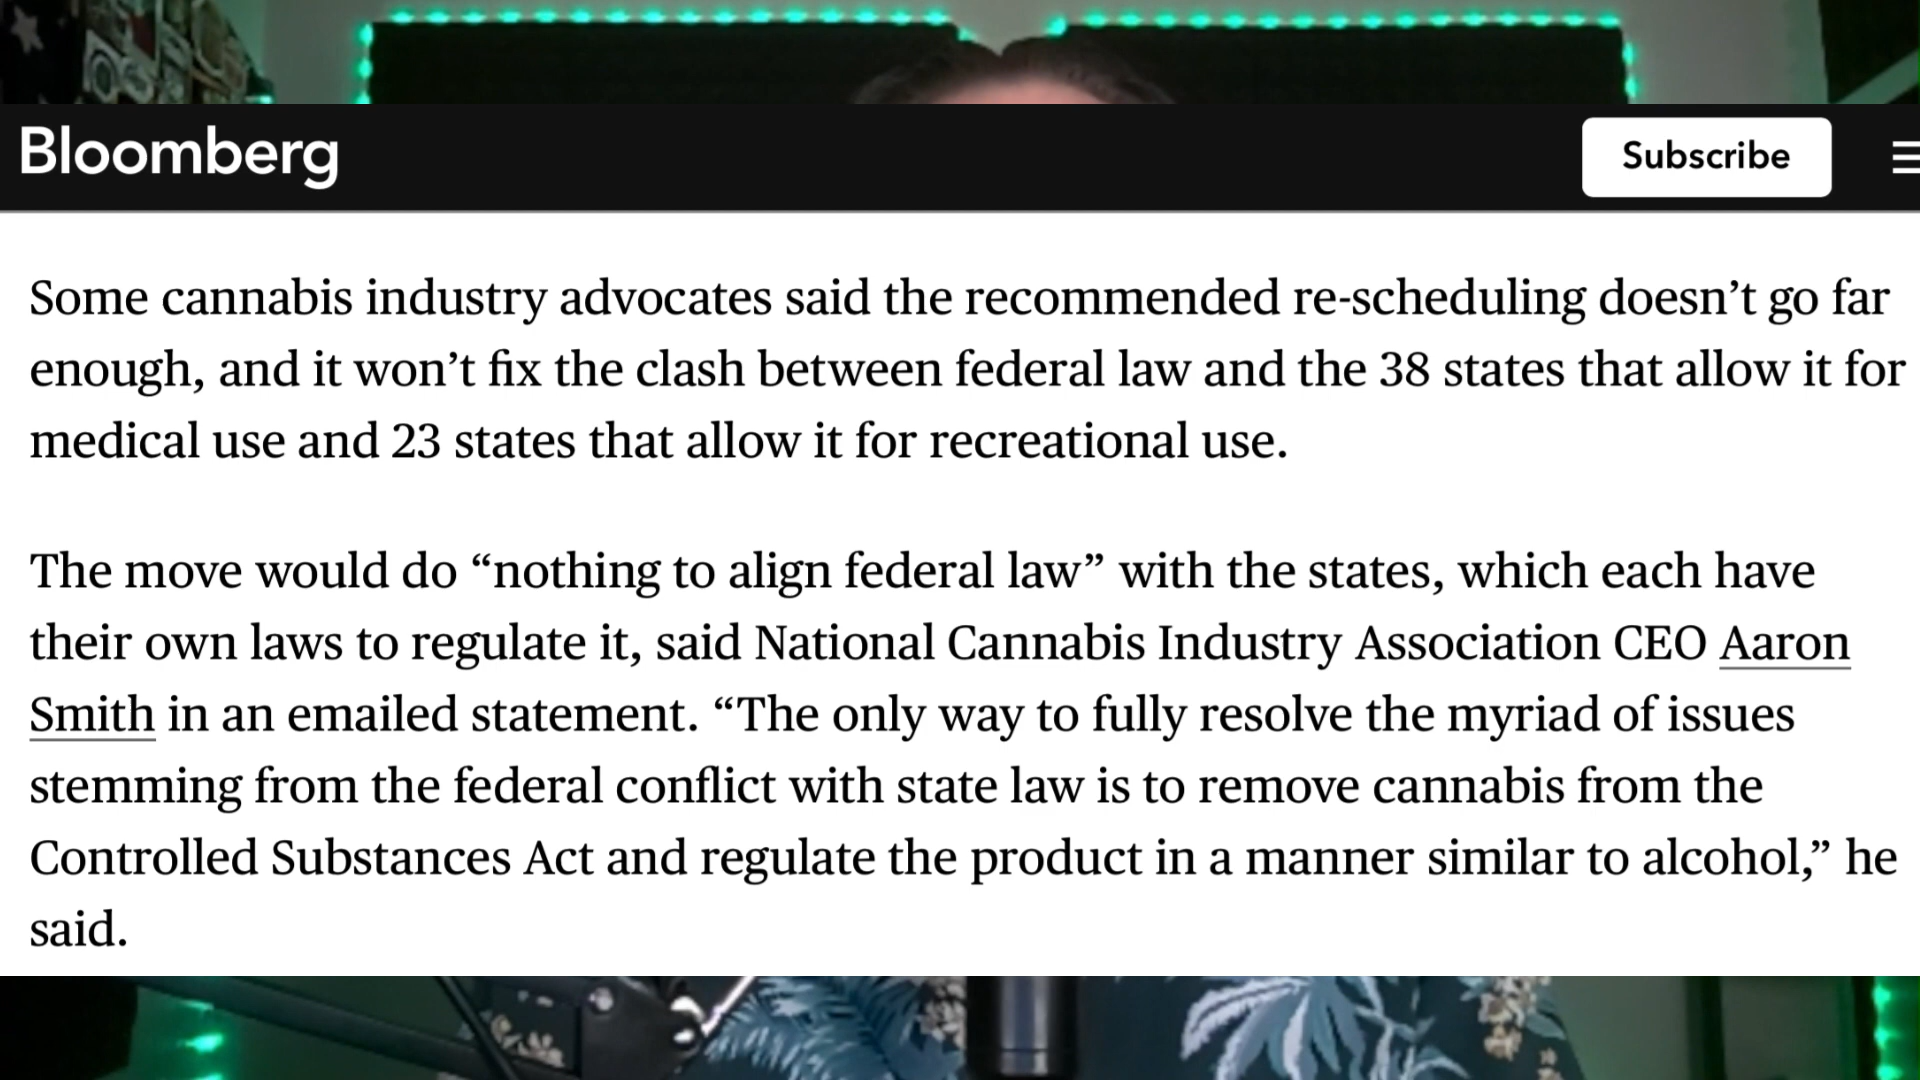 Bloomberg
Subscribe
Some cannabis industry advocates said the recommended re-scheduling doesn’t go far
enough, and it won’t fix the clash between federal law and the 38 states that allow it for
medical use and 23 states that allow it for recreational use.
The move would do “nothing to align federal law” with the states, which each have
their own laws to regulate it, said National Cannabis Industry Association CEO Aaron
Smith in an emailed statement. “The only way to fully resolve the myriad of issues
stemming from the federal conflict with state law is to remove cannabis from the
Controlled Substances Act and regulate the product in a manner similar to alcohol,” he
said.